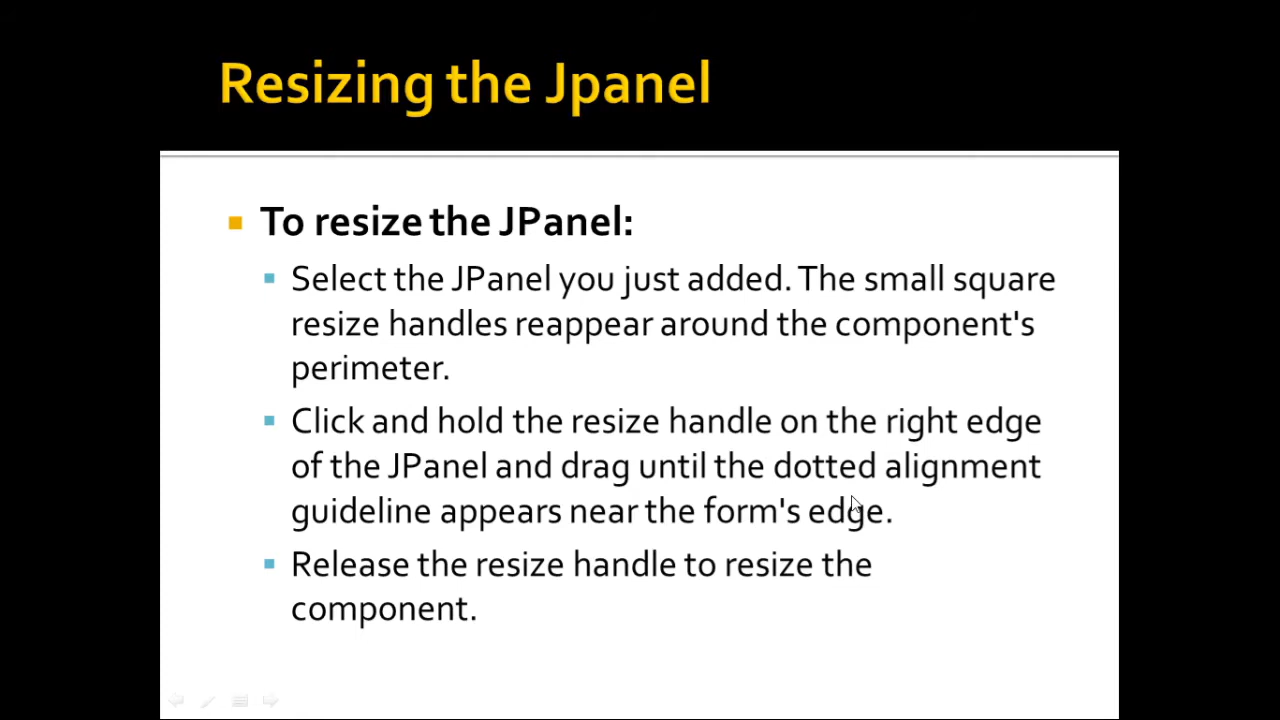 Resizing the Jpanel
To resize the JPanel:
Select the JPanel you just added. The small square
resize handles reappear around the component's
perimeter.
Click and hold the resize handle on the right edge
of the JPanel and drag until the dotted alignment
guideline appears near the form's edge.
Release the resize handle to resize the
component.